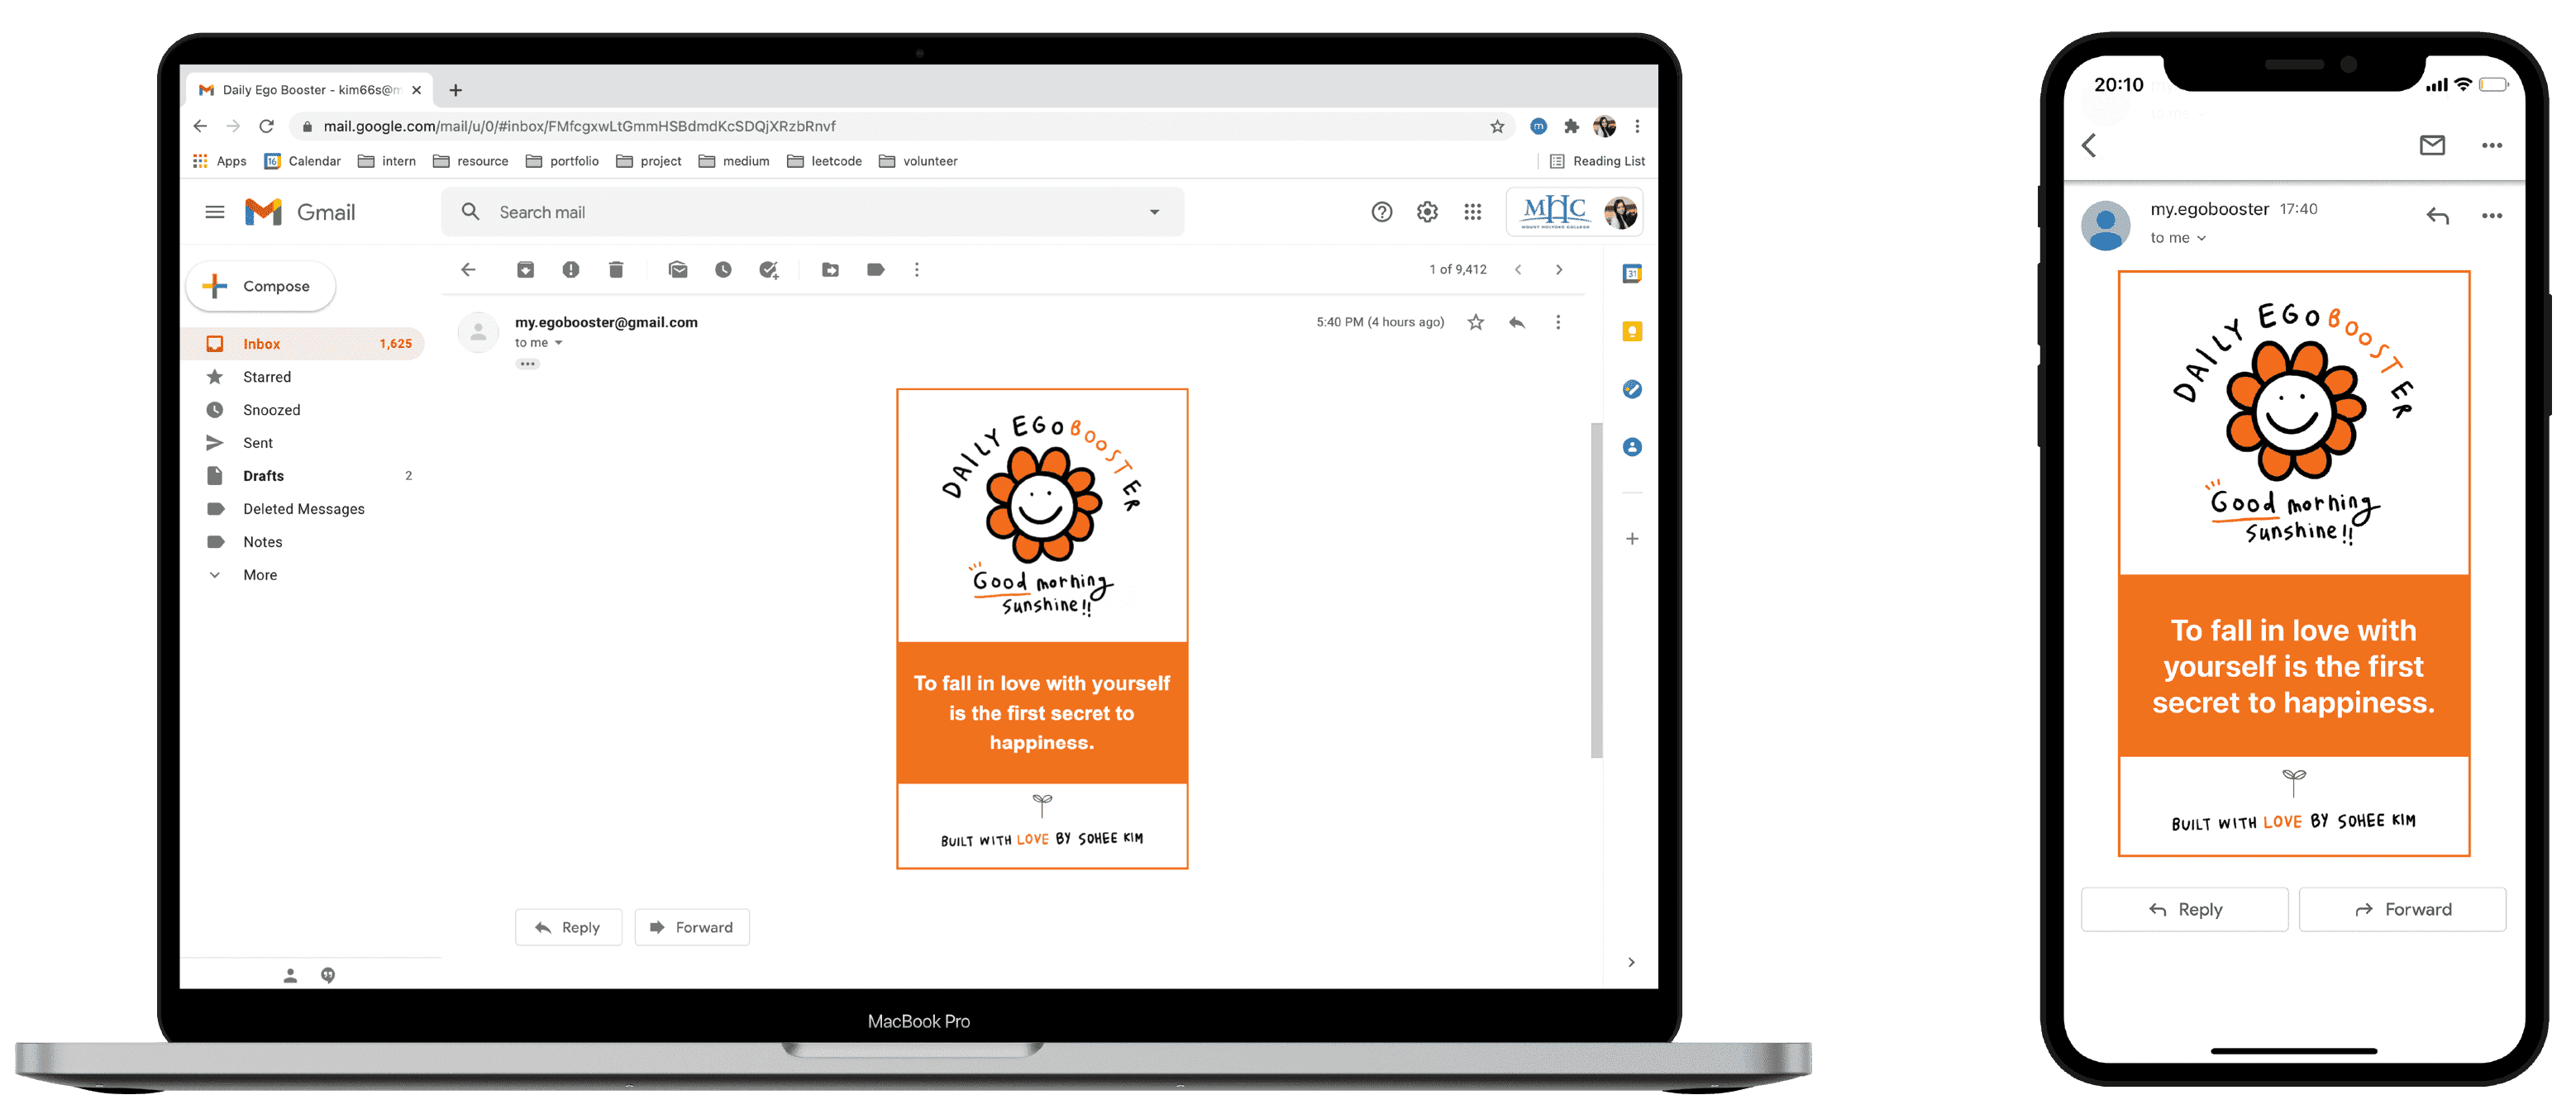 Daily Ego Booster - kim66s@m
mail.google.com/mail/u/0/#inbox/FMfcgxwLtGmmHSBdmdKcSDQjXRzbRnvf
m
Apps 16 Calendar intern resource portfolio project medium leetcode volunteer Reading List
Gmail
Search mail
MHC
MOUNT HOLYOKE COLLEGE
Compose
1 of 9,412
31
Inbox 1,625
Starred
Snoozed
Sent
Drafts 2
Deleted Messages
Notes
More
my.egobooster@gmail.com
5:40 PM (4 hours ago)
to me
DAILY EGO BOOSTER
Good morning
Sunshine!!
To fall in love with yourself
is the first secret to
happiness.
BUILT WITH LOVE BY SOHEE KIM
Reply Forward
MacBook Pro
20:10
my.egobooster 17:40
to me
DAILY EGO BOOSTER
Good morning
Sunshine!!
To fall in love with
yourself is the first
secret to happiness.
BUILT WITH LOVE BY SOHEE KIM
Reply Forward